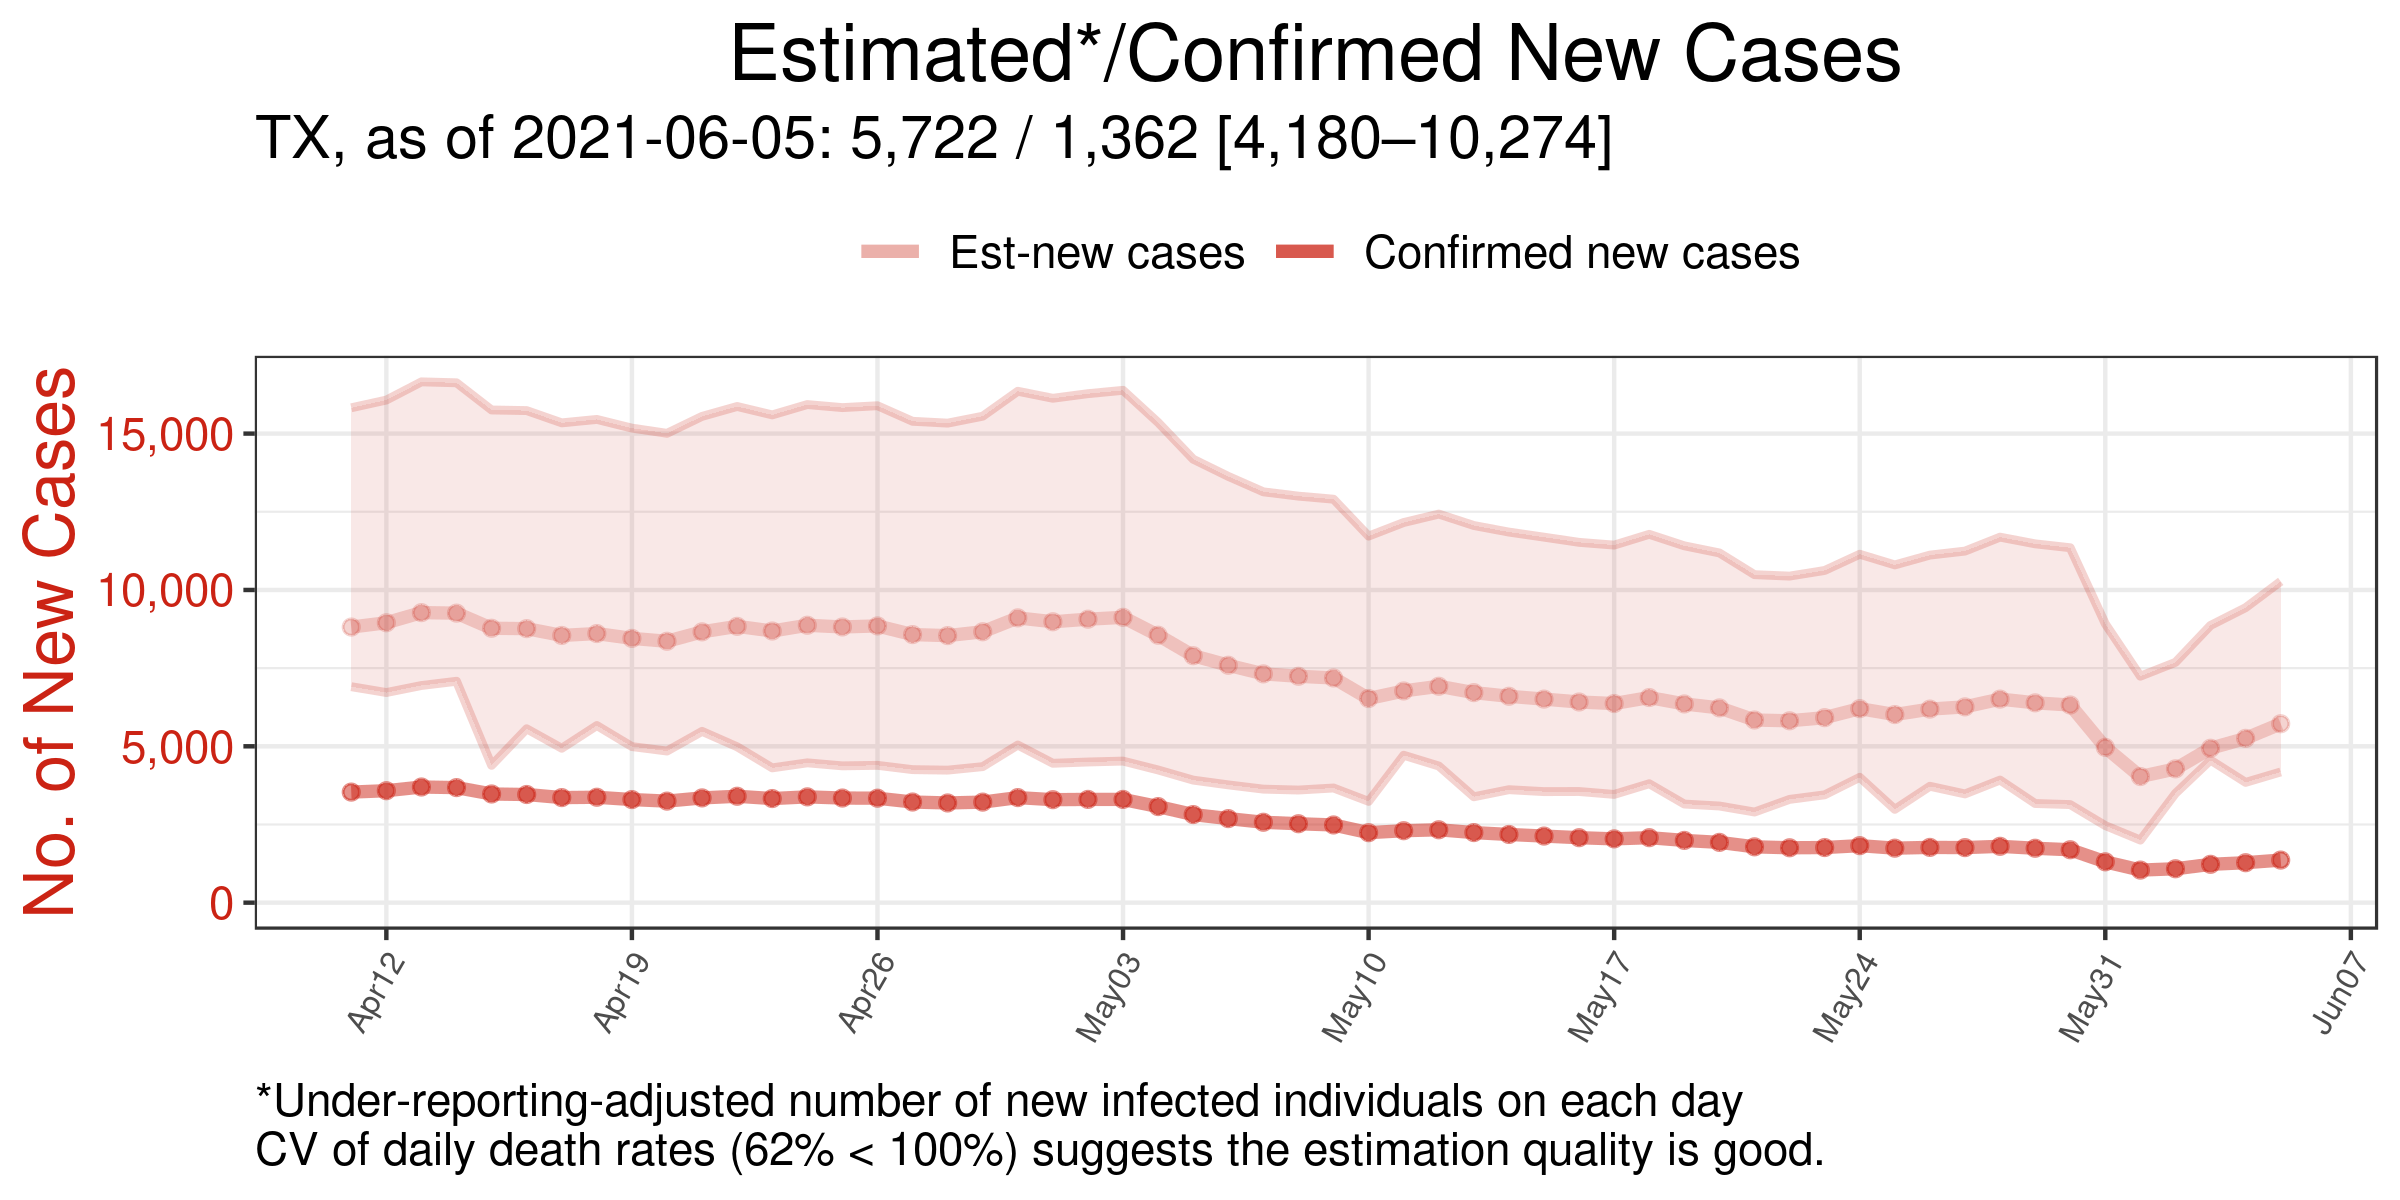 Estimated*/Confirmed New Cases
TX, as of 2021-06-05: 5,722 / 1,362 [4,180–10,274]
Est-new cases Confirmed new cases
No. of New Cases
15,000
10,000
5,000
0
Apr12 Apr19 Apr26 May03 May10 May17 May24 May31 Jun07
*Under-reporting-adjusted number of new infected individuals on each day
CV of daily death rates (62% < 100%) suggests the estimation quality is good.